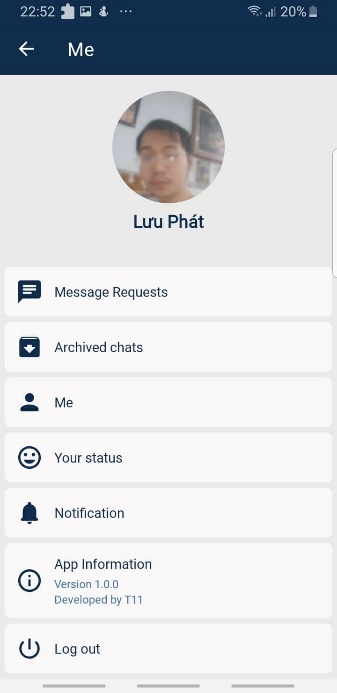 22:52
20%
Me
Lưu Phát
Message Requests
Archived chats
Me
Your status
Notification
App Information
Version 1.0.0
Developed by T11
Log out